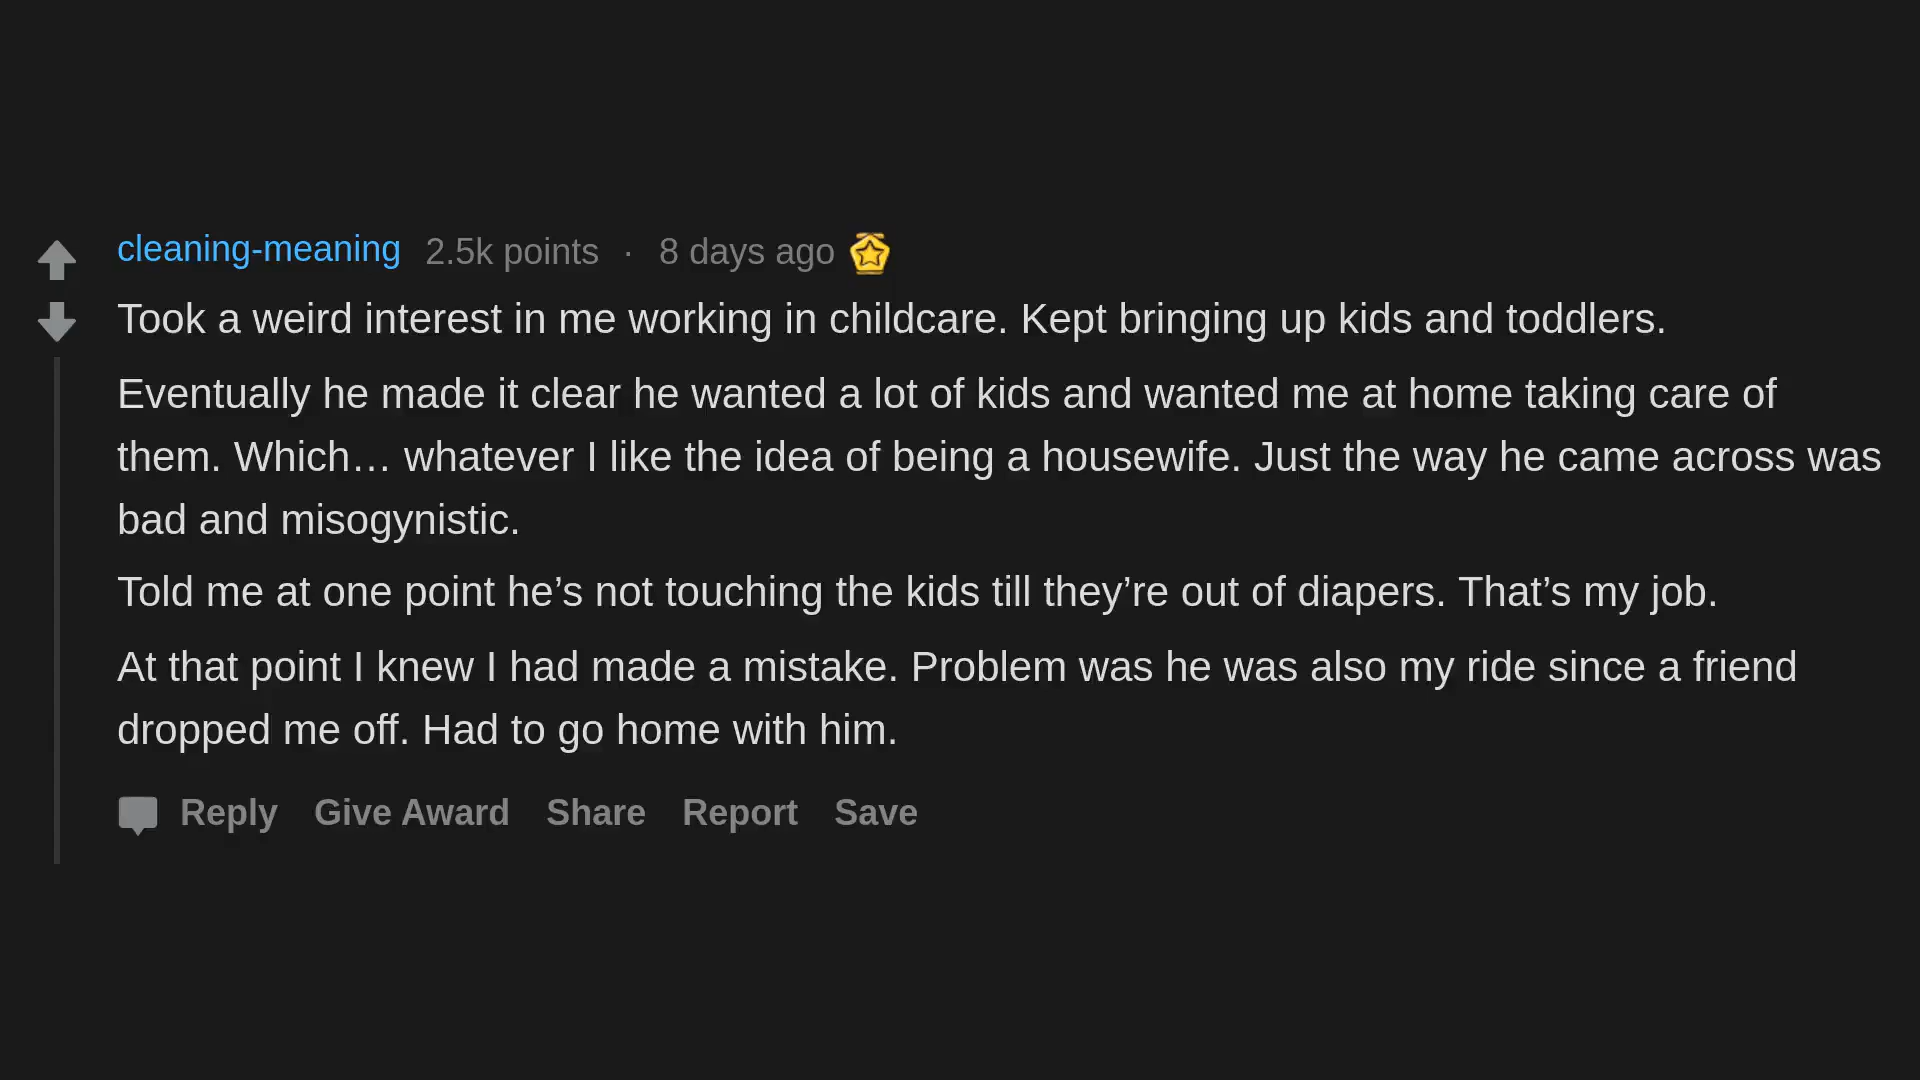 cleaning-meaning 2.5k points · 8 days ago
Took a weird interest in me working in childcare. Kept bringing up kids and toddlers.
Eventually he made it clear he wanted a lot of kids and wanted me at home taking care of
them. Which… whatever I like the idea of being a housewife. Just the way he came across was
bad and misogynistic.
Told me at one point he’s not touching the kids till they’re out of diapers. That’s my job.
At that point I knew I had made a mistake. Problem was he was also my ride since a friend
dropped me off. Had to go home with him.
Reply Give Award Share Report Save